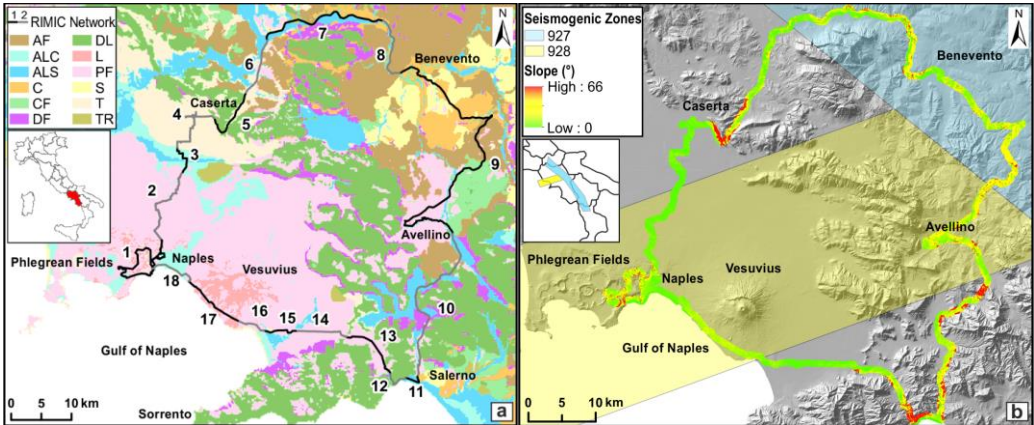 1 2 RIMIC Network
AF DL
ALC L
ALS PF
C S
CF T
DF TR
N
7
8
Benevento
6
Caserta
4
5
3
9
2
Avellino
1
Phlegrean Fields
Naples
Vesuvius
18
10
16
15
14
17
13
Gulf of Naples
12
Salerno
11
Sorrento
0 5 10 km
a
Seismogenic
Zones
927
928
Slope (°)
High : 66
Low : 0
N
Benevento
Caserta
Avellino
Phlegrean Fields
Naples
Vesuvius
Gulf of Naples
0 5 10 km
b